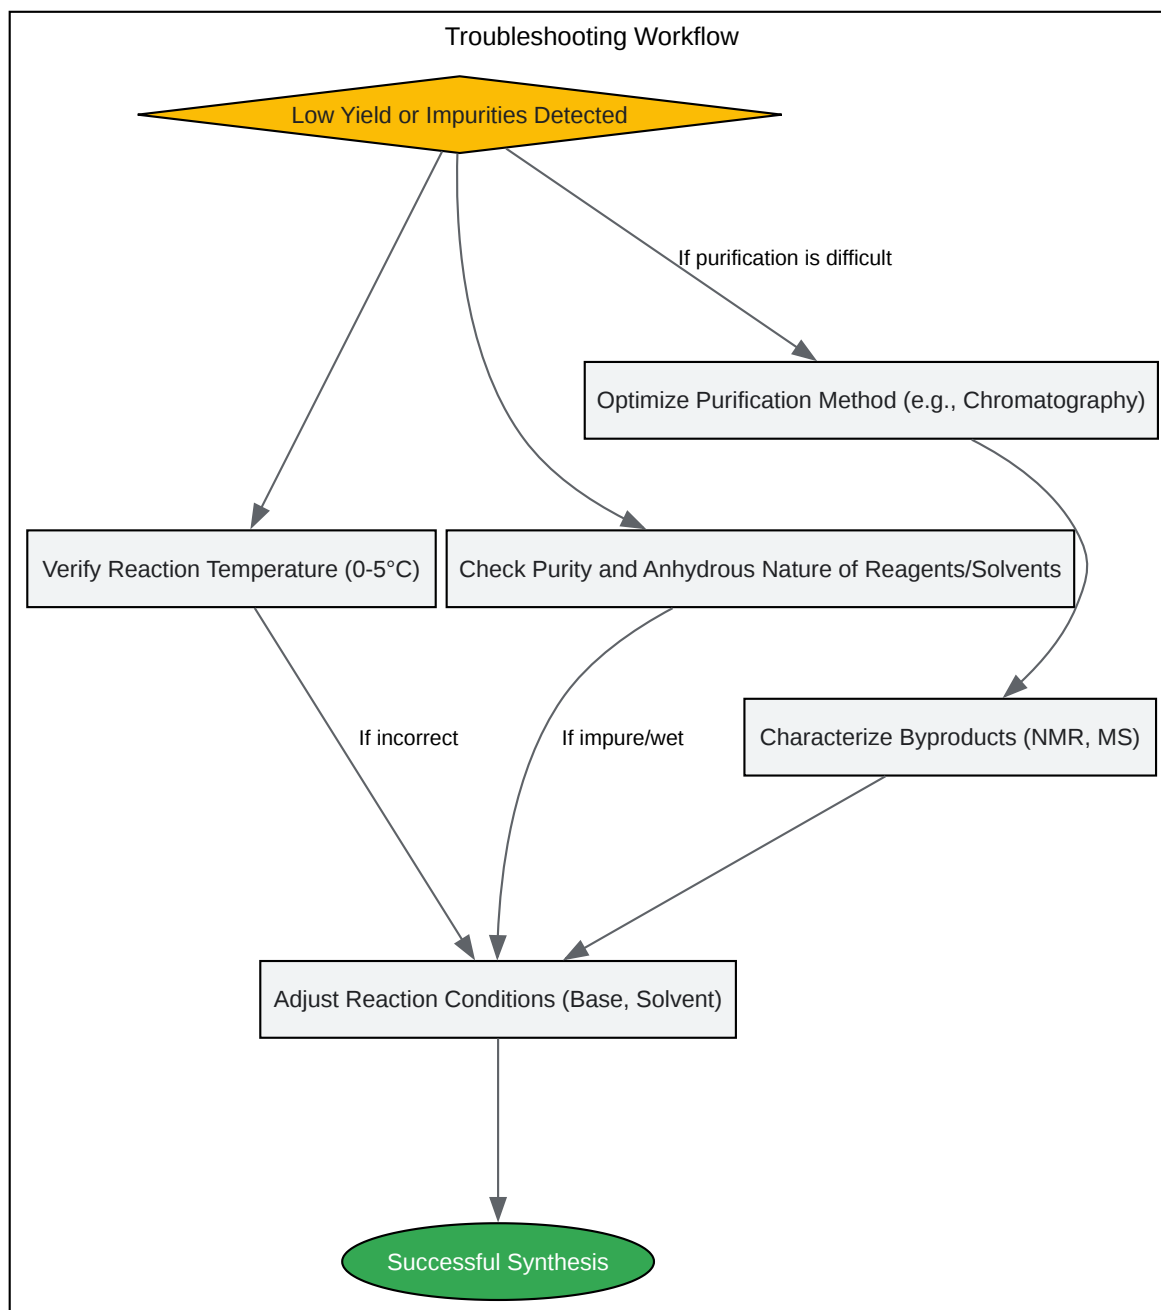 Troubleshooting Workflow
Low Yield or Impurities Detected
If purification is difficult
Optimize Purification Method (e.g., Chromatography)
Verify Reaction Temperature (0-5°C)
Check Purity and Anhydrous Nature of Reagents/Solvents
If incorrect
If impure/wet
Characterize Byproducts (NMR, MS)
Adjust Reaction Conditions (Base, Solvent)
Successful Synthesis